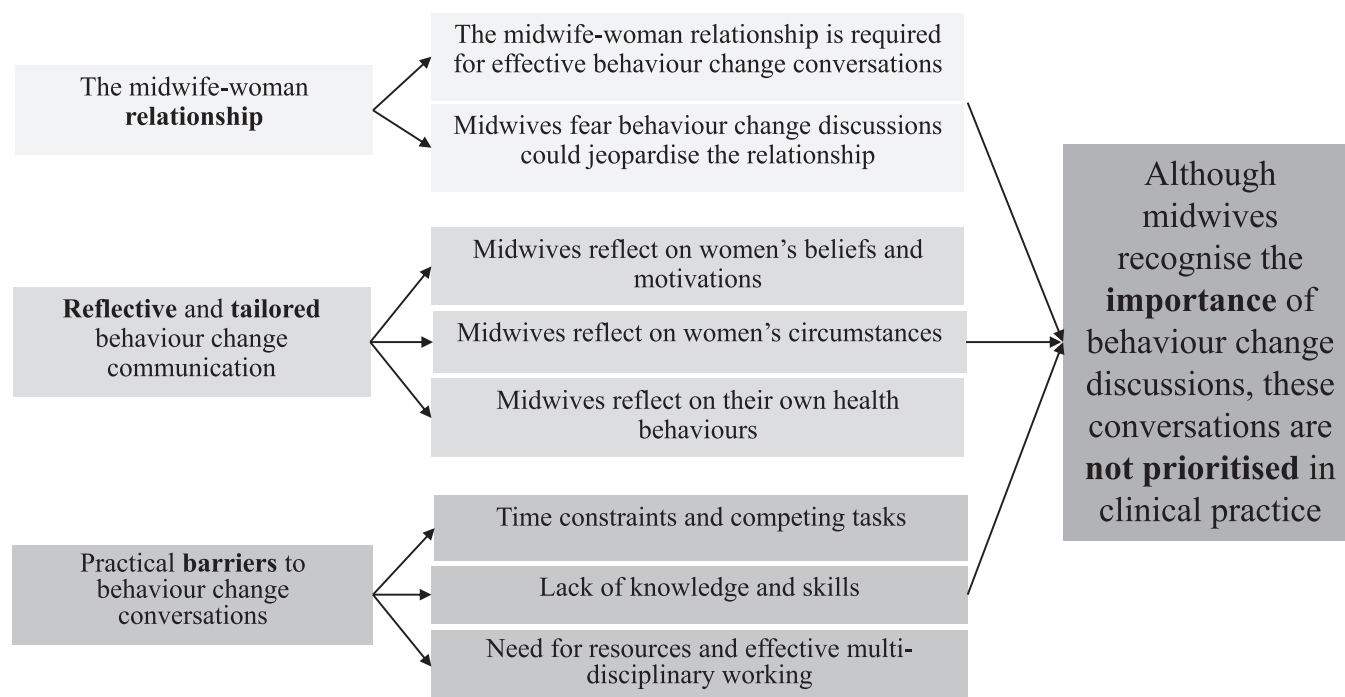 The midwife-woman
relationship
The midwife-woman relationship is required
for effective behaviour change conversations
Midwives fear behaviour change discussions
could jeopardise the relationship
Reflective and tailored
behaviour change
communication
Midwives reflect on women’s beliefs and
motivations
Midwives reflect on women’s circumstances
Midwives reflect on their own health
behaviours
Practical barriers to
behaviour change
conversations
Time constraints and competing tasks
Lack of knowledge and skills
Need for resources and effective multi-
disciplinary working
Although
midwives
recognise the
importance of
behaviour change
discussions, these
conversations are
not prioritised in
clinical practice